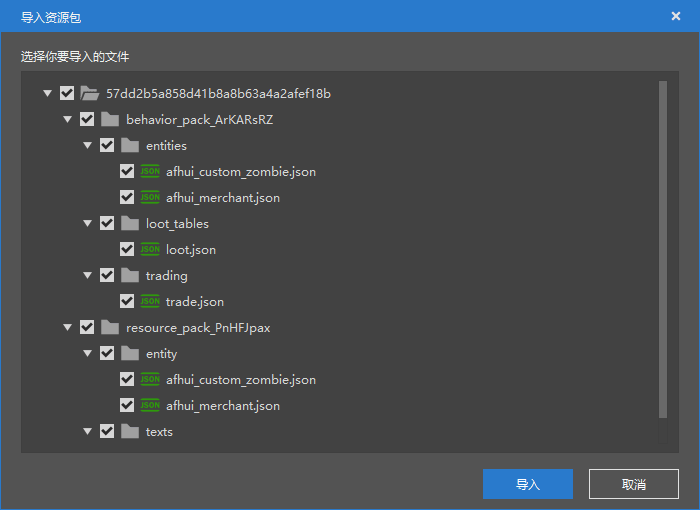 导入资源包
选择你要导入的文件
57dd2b5a858d41b8a8b63a4a2afef18b
behavior_pack_ArKARsRZ
entities
JSON afhui_custom_zombie.json
JSON afhui_merchant.json
loot_tables
JSON loot.json
trading
JSON trade.json
resource_pack_PnHFJpax
entity
JSON afhui_custom_zombie.json
JSON afhui_merchant.json
texts
导入 取消